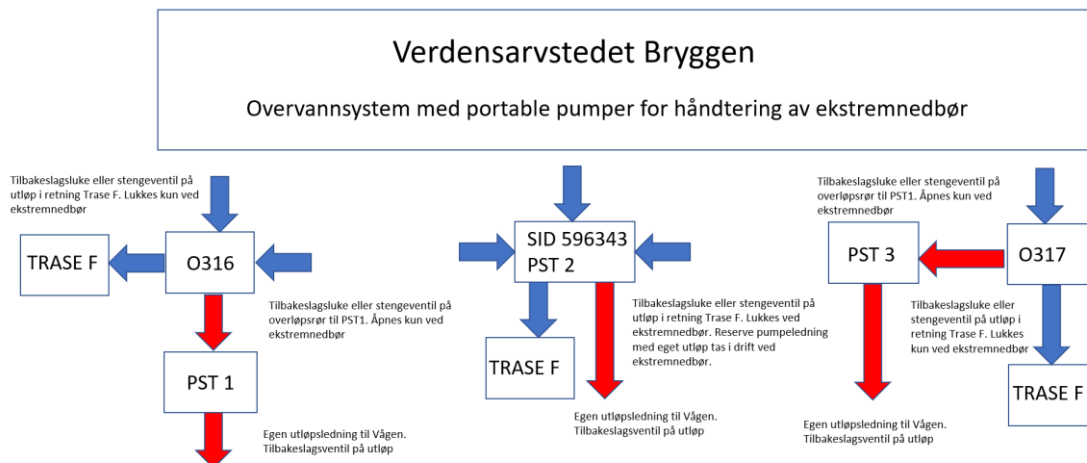 Verdensarvstedet Bryggen
Overvannsystem med portable pumper for håndtering av ekstremnedbør
Tilbakeslagsluke eller stengeventil på
utløp i retning Trase F. Lukkes kun ved
ekstremnedbør
TRASE F
O316
Tilbakeslagsluke eller stengeventil på
overløpsrør til PST1. Åpnes kun ved
ekstremnedbør
PST 1
Egen utløpsledning til Vågen.
Tilbakeslagsventil på utløp
SID 596343
PST 2
Tilbakeslagsluke eller stengeventil på
utløp i retning Trase F. Lukkes ved
ekstremnedbør. Reserve pumpeledning
med eget utløp tas i drift ved
ekstremnedbør.
TRASE F
Egen utløpsledning til Vågen.
Tilbakeslagsventil på utløp
Tilbakeslagsluke eller stengeventil på
overløpsrør til PST1. Åpnes kun ved
ekstremnedbør
PST 3
O317
Tilbakeslagsluke eller
stengeventil på utløp i
retning Trase F. Lukkes
kun ved ekstremnedbør
TRASE F
Egen utløpsledning til Vågen.
Tilbakeslagsventil på utløp